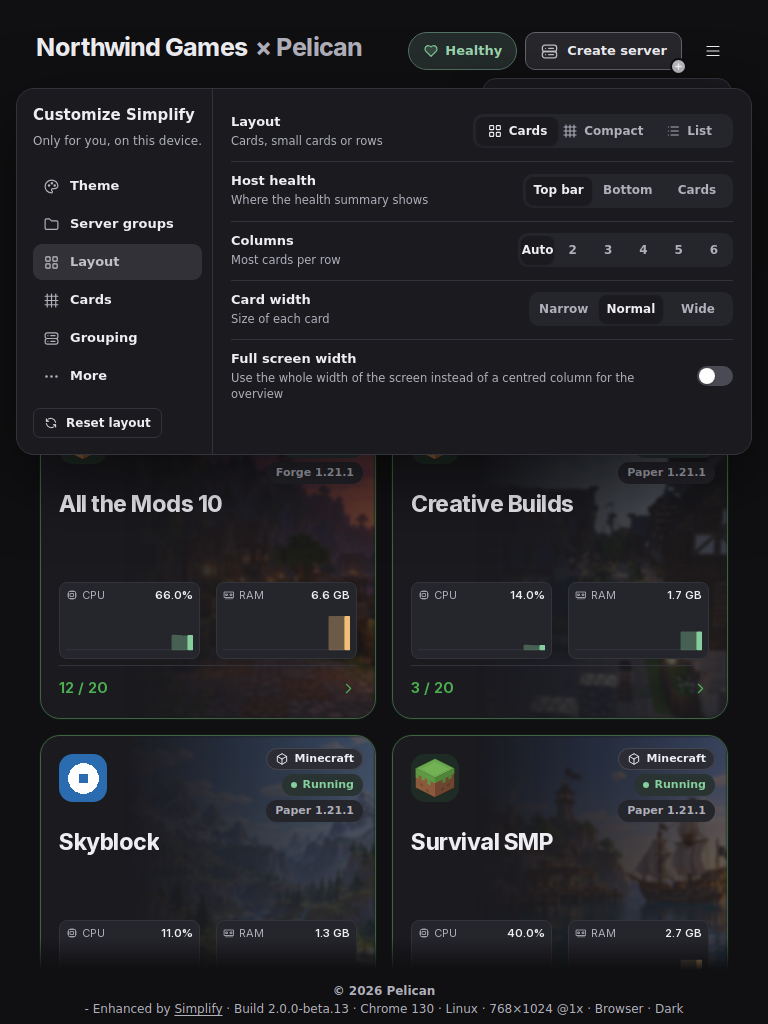 Northwind Games × Pelican
Healthy
Create server
Customize Simplify
Only for you, on this device.
Theme
Server groups
Layout
Cards
Grouping
More
Reset layout
Layout
Cards, small cards or rows
Cards
Compact
List
Host health
Where the health summary shows
Top bar
Bottom
Cards
Columns
Most cards per row
Auto
2
3
4
5
6
Card width
Size of each card
Narrow
Normal
Wide
Full screen width
Use the whole width of the screen instead of a centred column for the
overview
Forge 1.21.1
All the Mods 10
CPU
66.0%
RAM
6.6 GB
12 / 20
Paper 1.21.1
Creative Builds
CPU
14.0%
RAM
1.7 GB
3 / 20
Minecraft
Running
Paper 1.21.1
Skyblock
CPU
11.0%
RAM
1.3 GB
Minecraft
Running
Paper 1.21.1
Survival SMP
CPU
40.0%
RAM
2.7 GB
© 2026 Pelican
- Enhanced by Simplify · Build 2.0.0-beta.13 · Chrome 130 · Linux · 768×1024 @1x · Browser · Dark